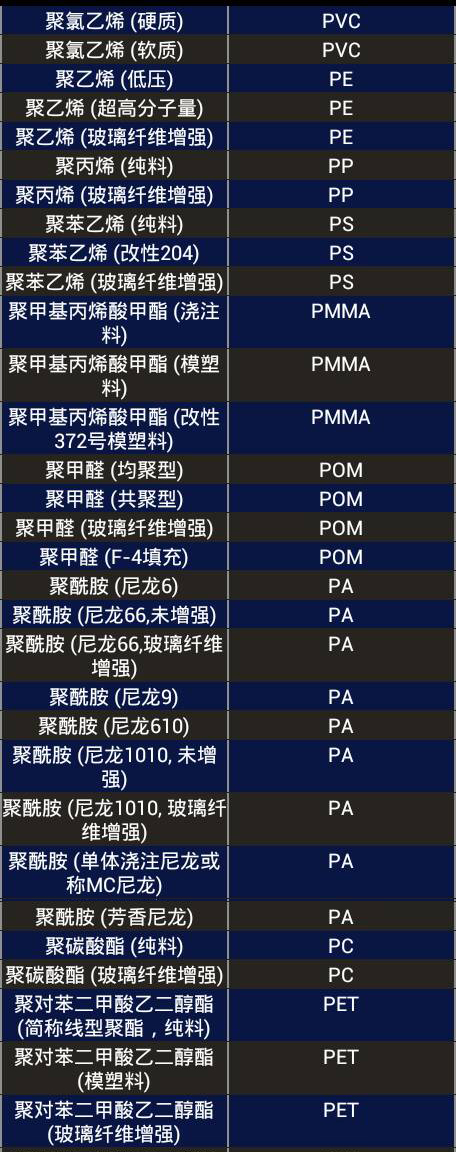 聚氯乙烯 (硬质) PVC
聚氯乙烯 (软质) PVC
聚乙烯 (低压) PE
聚乙烯 (超高分子量) PE
聚乙烯 (玻璃纤维增强) PE
聚丙烯 (纯料) PP
聚丙烯 (玻璃纤维增强) PP
聚苯乙烯 (纯料) PS
聚苯乙烯 (改性204) PS
聚苯乙烯 (玻璃纤维增强) PS
聚甲基丙烯酸甲酯 (浇注 PMMA
料)
聚甲基丙烯酸甲酯 (模塑 PMMA
料)
聚甲基丙烯酸甲酯 (改性 PMMA
372号模塑料)
聚甲醛 (均聚型) POM
聚甲醛 (共聚型) POM
聚甲醛 (玻璃纤维增强) POM
聚甲醛 (F-4填充) POM
聚酰胺 (尼龙6) PA
聚酰胺 (尼龙66,未增强) PA
聚酰胺 (尼龙66,玻璃纤维 PA
增强)
聚酰胺 (尼龙9) PA
聚酰胺 (尼龙610) PA
聚酰胺 (尼龙1010, 未增 PA
强)
聚酰胺 (尼龙1010, 玻璃纤 PA
维增强)
聚酰胺 (单体浇注尼龙或 PA
称MC尼龙)
聚酰胺 (芳香尼龙) PA
聚碳酸酯 (纯料) PC
聚碳酸酯 (玻璃纤维增强) PC
聚对苯二甲酸乙二醇酯 PET
(简称线型聚酯，纯料)
聚对苯二甲酸乙二醇酯 PET
(模塑料)
聚对苯二甲酸乙二醇酯 PET
(玻璃纤维增强)